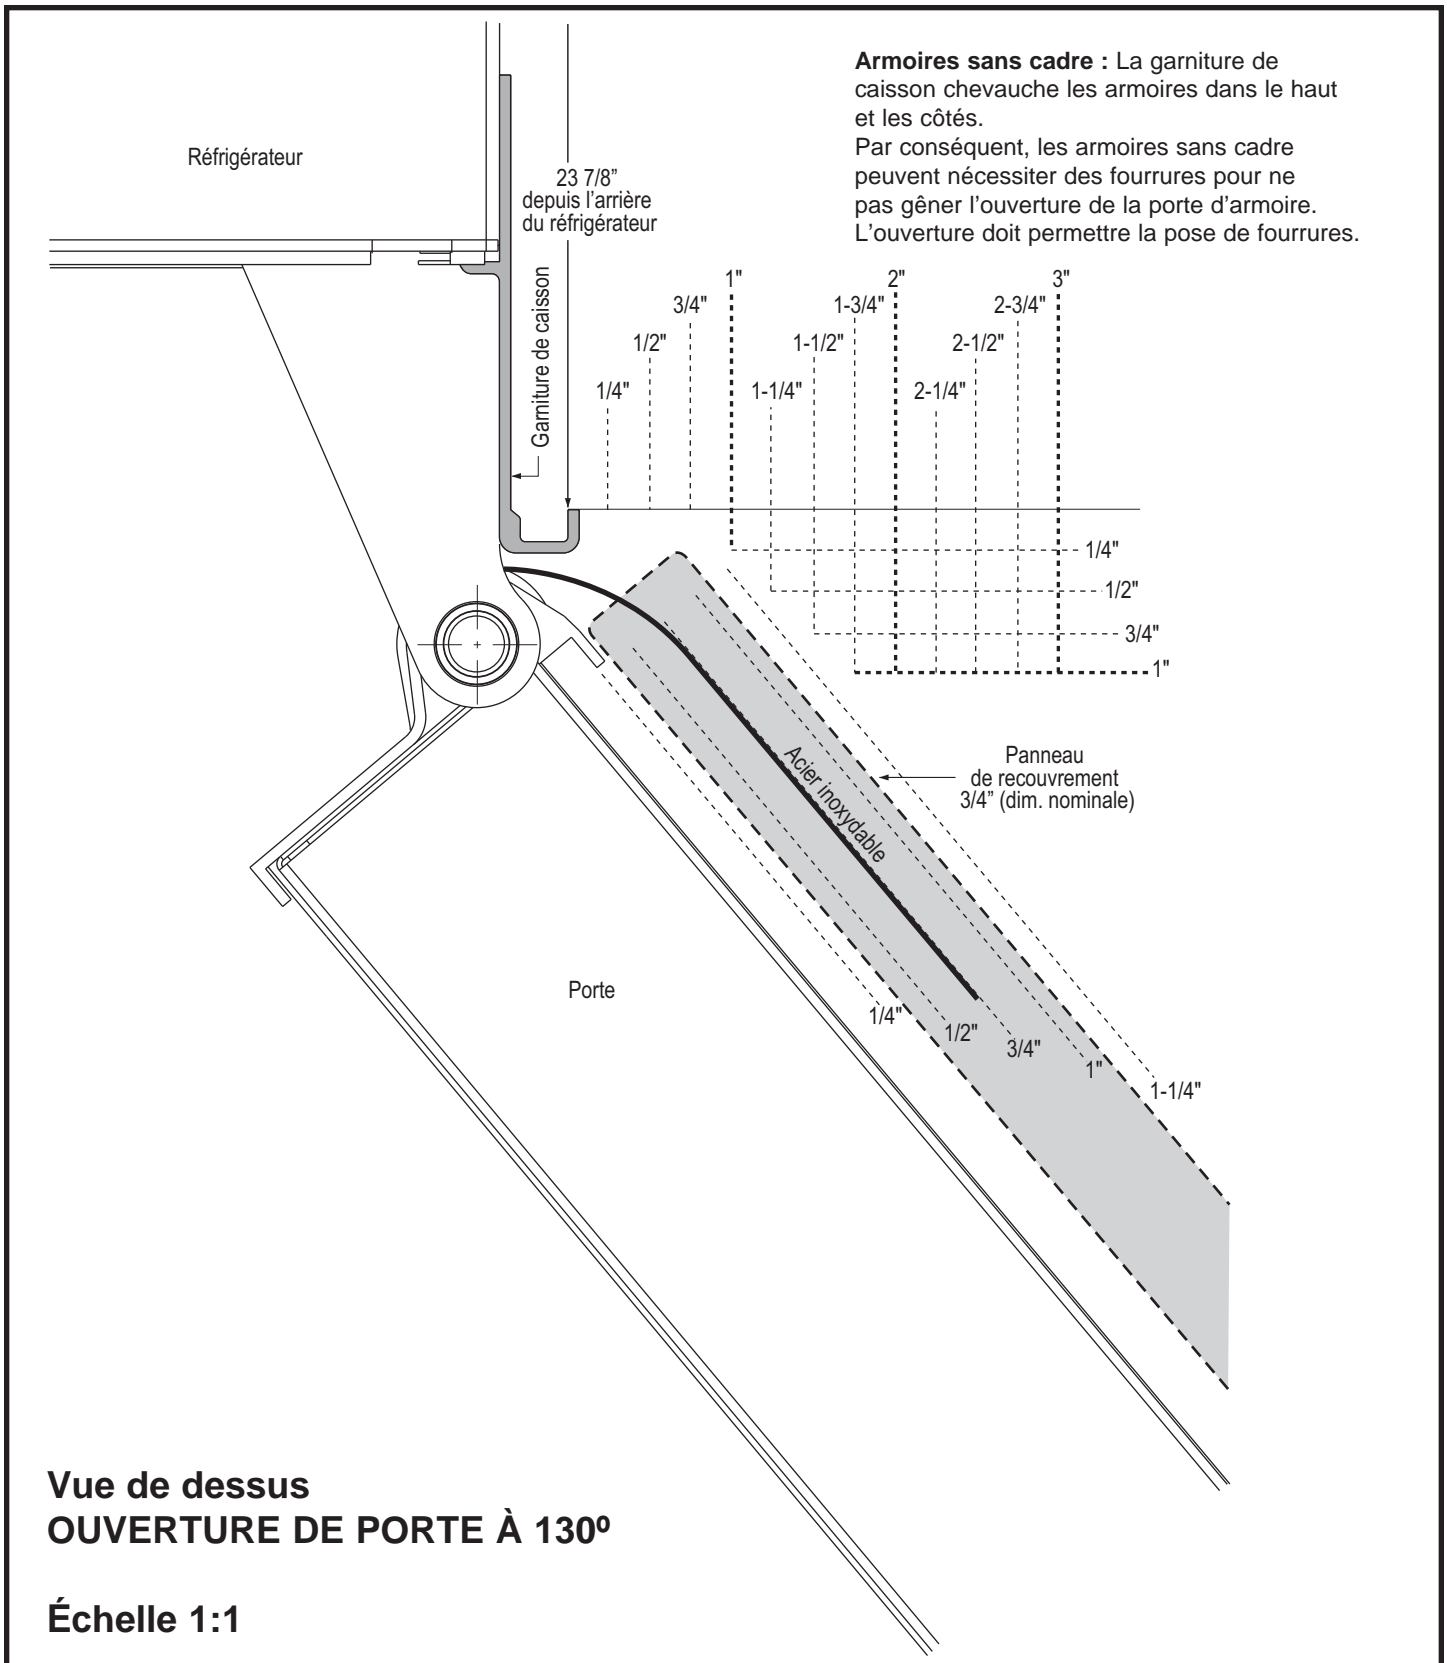 Armoires sans cadre : La garniture de
caisson chevauche les armoires dans le haut
et les côtés.
Par conséquent, les armoires sans cadre
peuvent nécessiter des fourrures pour ne
pas gêner l'ouverture de la porte d'armoire.
L'ouverture doit permettre la pose de fourrures.
Réfrigérateur
23 7/8”
depuis l’arrière
du réfrigérateur
Garniture de caisson
1"
2"
3"
3/4"
1-3/4"
2-3/4"
1/2"
1-1/2"
2-1/2"
1/4"
1-1/4"
2-1/4"
1/4"
1/2"
3/4"
1"
Panneau
de recouvrement
3/4” (dim. nominale)
Acier inoxydable
Porte
1/4"
1/2"
3/4"
1"
1-1/4"
Vue de dessus
OUVERTURE DE PORTE À 130º
Échelle 1:1